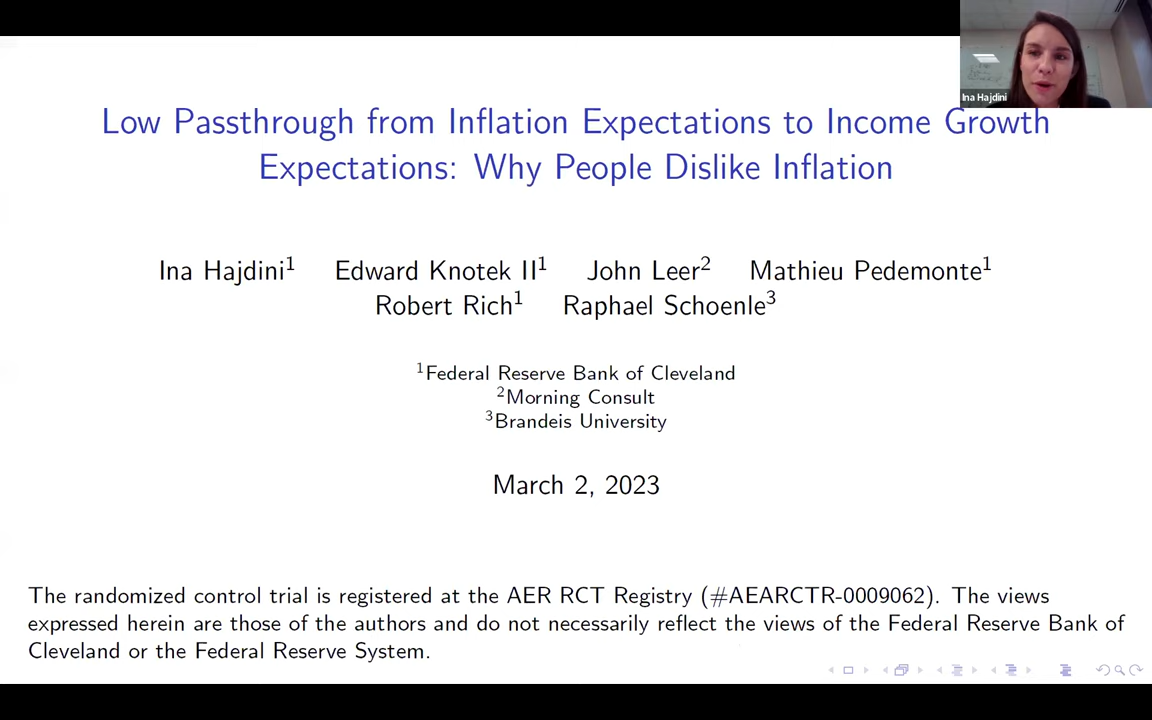 Ina Hajdini
Low Passthrough from Inflation Expectations to Income Growth
Expectations: Why People Dislike Inflation
Ina Hajdini¹ Edward Knotek II¹ John Leer² Mathieu Pedemonte¹
Robert Rich¹ Raphael Schoenle³
¹Federal Reserve Bank of Cleveland
²Morning Consult
³Brandeis University
March 2, 2023
The randomized control trial is registered at the AER RCT Registry (#AEARCTR-0009062). The views
expressed herein are those of the authors and do not necessarily reflect the views of the Federal Reserve Bank of
Cleveland or the Federal Reserve System.